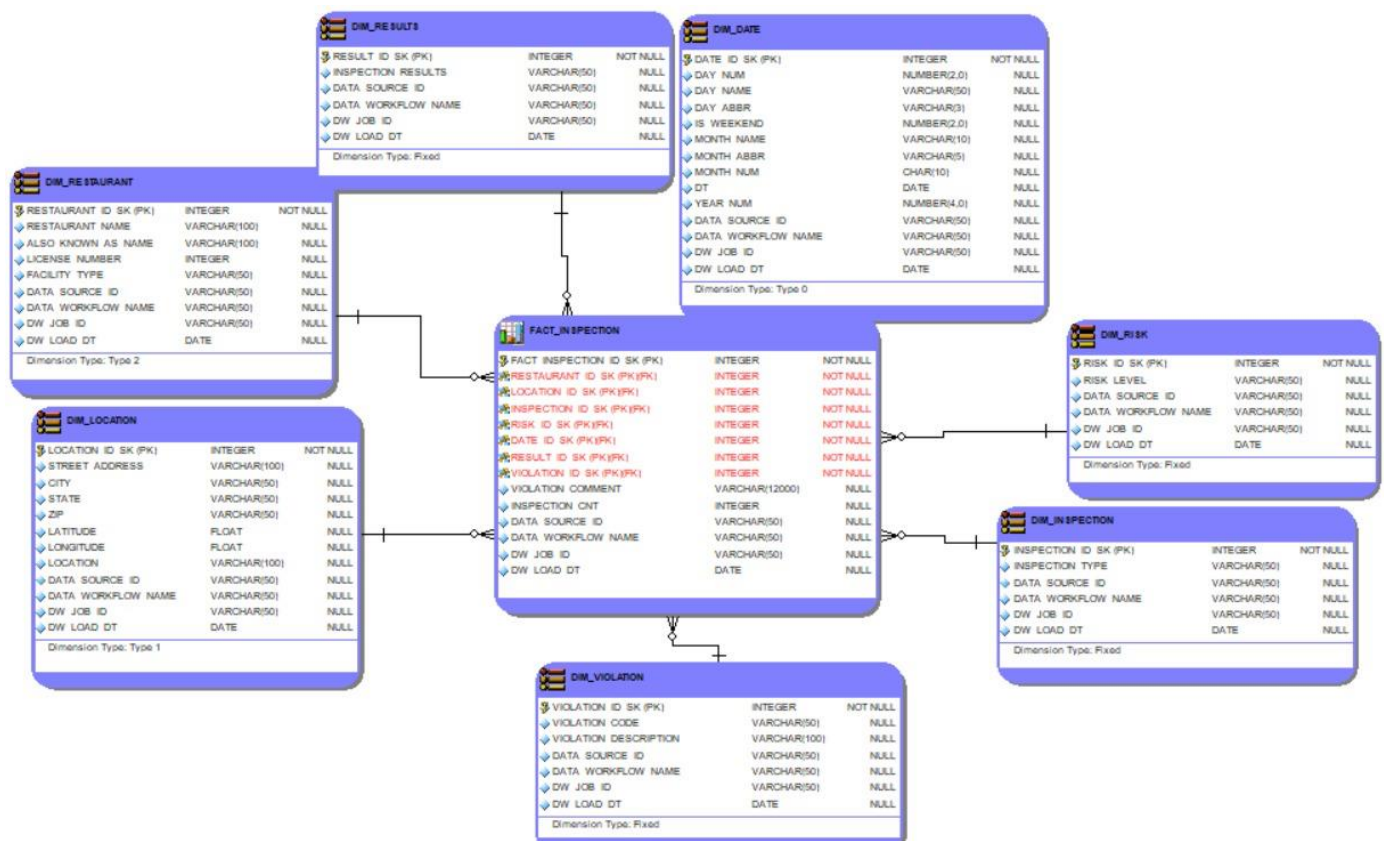 DIM_RESULTS
RESULT ID SK (PK) INTEGER NOT NULL
INSPECTION RESULTS VARCHAR(50) NULL
DATA SOURCE ID VARCHAR(50) NULL
DATA WORKFLOW NAME VARCHAR(50) NULL
DW JOB ID VARCHAR(50) NULL
DW LOAD DT DATE NULL
Dimension Type: Fixed
DIM_DATE
DATE ID SK (PK) INTEGER NOT NULL
DAY NUM NUMBER(2,0) NULL
DAY NAME VARCHAR(50) NULL
DAY ABBR VARCHAR(3) NULL
IS WEEKEND NUMBER(2,0) NULL
MONTH NAME VARCHAR(10) NULL
MONTH ABBR VARCHAR(5) NULL
MONTH NUM CHAR(10) NULL
DT DATE NULL
YEAR NUM NUMBER(4,0) NULL
DATA SOURCE ID VARCHAR(50) NULL
DATA WORKFLOW NAME VARCHAR(50) NULL
DW JOB ID VARCHAR(50) NULL
DW LOAD DT DATE NULL
Dimension Type: Type 0
DIM_RESTAURANT
RESTAURANT ID SK (PK) INTEGER NOT NULL
RESTAURANT NAME VARCHAR(100) NULL
ALSO KNOWN AS NAME VARCHAR(100) NULL
LICENSE NUMBER INTEGER NULL
FACILITY TYPE VARCHAR(50) NULL
DATA SOURCE ID VARCHAR(50) NULL
DATA WORKFLOW NAME VARCHAR(50) NULL
DW JOB ID VARCHAR(50) NULL
DW LOAD DT DATE NULL
Dimension Type: Type 2
FACT_INSPECTION
FACT INSPECTION ID SK (PK) INTEGER NOT NULL
RESTAURANT ID SK (PK)(FK) INTEGER NOT NULL
LOCATION ID SK (PK)(FK) INTEGER NOT NULL
INSPECTION ID SK (PK)(FK) INTEGER NOT NULL
RISK ID SK (PK)(FK) INTEGER NOT NULL
DATE ID SK (PK)(FK) INTEGER NOT NULL
RESULT ID SK (PK)(FK) INTEGER NOT NULL
VIOLATION ID SK (PK)(FK) INTEGER NOT NULL
VIOLATION COMMENT VARCHAR(12000) NULL
INSPECTION CNT INTEGER NULL
DATA SOURCE ID VARCHAR(50) NULL
DATA WORKFLOW NAME VARCHAR(50) NULL
DW JOB ID VARCHAR(50) NULL
DW LOAD DT DATE NULL
DIM_RISK
RISK ID SK (PK) INTEGER NOT NULL
RISK LEVEL VARCHAR(50) NULL
DATA SOURCE ID VARCHAR(50) NULL
DATA WORKFLOW NAME VARCHAR(50) NULL
DW JOB ID VARCHAR(50) NULL
DW LOAD DT DATE NULL
Dimension Type: Fixed
DIM_LOCATION
LOCATION ID SK (PK) INTEGER NOT NULL
STREET ADDRESS VARCHAR(100) NULL
CITY VARCHAR(50) NULL
STATE VARCHAR(50) NULL
ZIP VARCHAR(50) NULL
LATITUDE FLOAT NULL
LONGITUDE FLOAT NULL
LOCATION VARCHAR(100) NULL
DATA SOURCE ID VARCHAR(50) NULL
DATA WORKFLOW NAME VARCHAR(50) NULL
DW JOB ID VARCHAR(50) NULL
DW LOAD DT DATE NULL
Dimension Type: Type 1
DIM_INSPECTION
INSPECTION ID SK (PK) INTEGER NOT NULL
INSPECTION TYPE VARCHAR(50) NULL
DATA SOURCE ID VARCHAR(50) NULL
DATA WORKFLOW NAME VARCHAR(50) NULL
DW JOB ID VARCHAR(50) NULL
DW LOAD DT DATE NULL
Dimension Type: Fixed
DIM_VIOLATION
VIOLATION ID SK (PK) INTEGER NOT NULL
VIOLATION CODE VARCHAR(50) NULL
VIOLATION DESCRIPTION VARCHAR(100) NULL
DATA SOURCE ID VARCHAR(50) NULL
DATA WORKFLOW NAME VARCHAR(50) NULL
DW JOB ID VARCHAR(50) NULL
DW LOAD DT DATE NULL
Dimension Type: Fixed